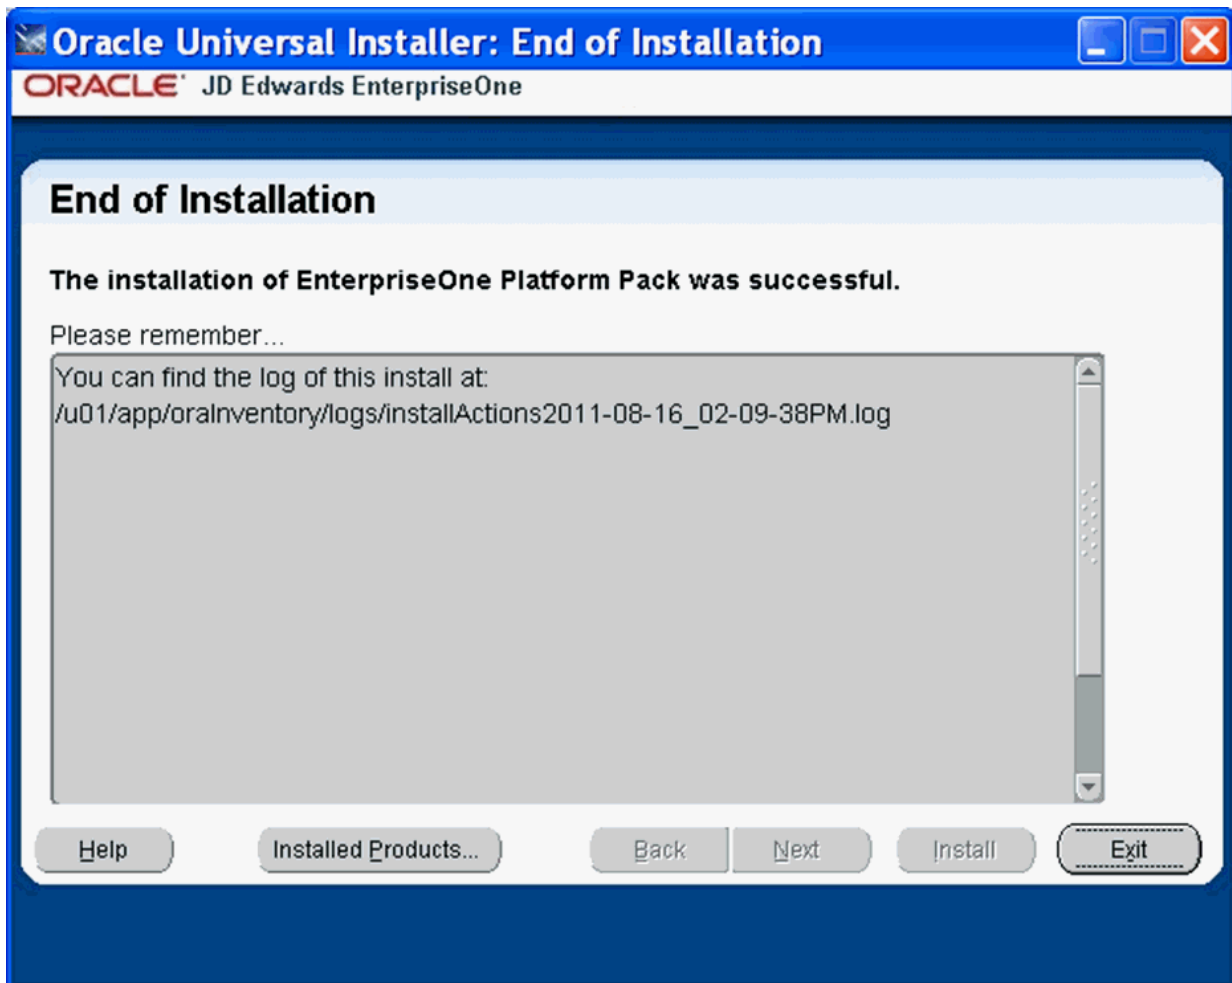 Oracle Universal Installer: End of Installation
ORACLE JD Edwards EnterpriseOne
End of Installation
The installation of EnterpriseOne Platform Pack was successful.
Please remember...
You can find the log of this install at:
/u01/app/oraInventory/logs/installActions2011-08-16_02-09-38PM.log
Help Installed Products... Back Next Install Exit